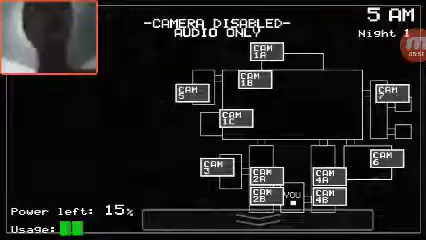 5 AM
-CAMERA DISABLED-
AUDIO ONLY
Night 1
CAM
1A
CAM
1B
CAM
5
CAM
7
CAM
1C
CAM
3
CAM
6
CAM
2A
CAM
4A
CAM
2B
YOU
CAM
4B
Power left: 15%
Usage: